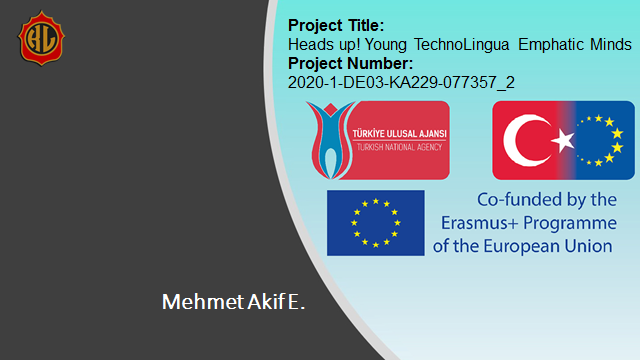 HL
Project Title:
Heads up! Young TechnoLingua Emphatic Minds
Project Number:
2020-1-DE03-KA229-077357_2
TÜRKİYE ULUSAL AJANSI
TURKISH NATIONAL AGENCY
Co-funded by the
Erasmus+ Programme
of the European Union
Mehmet Akif E.